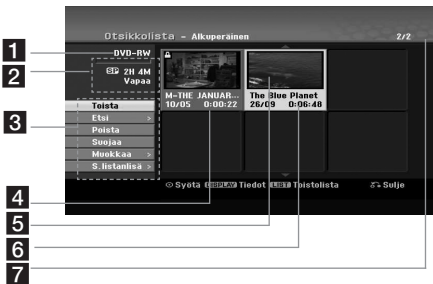 Otsikkolista - Alkuperäinen 2/2
1 DVD-RW
2 SP 2H 4M
Vapaa
M-THE JANUAR... The Blue Planet
10/05 0:00:22 26/09 0:06:48
3 Toista
Etsi >
Poista
Suojaa
Muokkaa >
S.listanlisä >
Syötä DISPLAY Tiedot LIST Toistolista Sulje
4
5
6
7